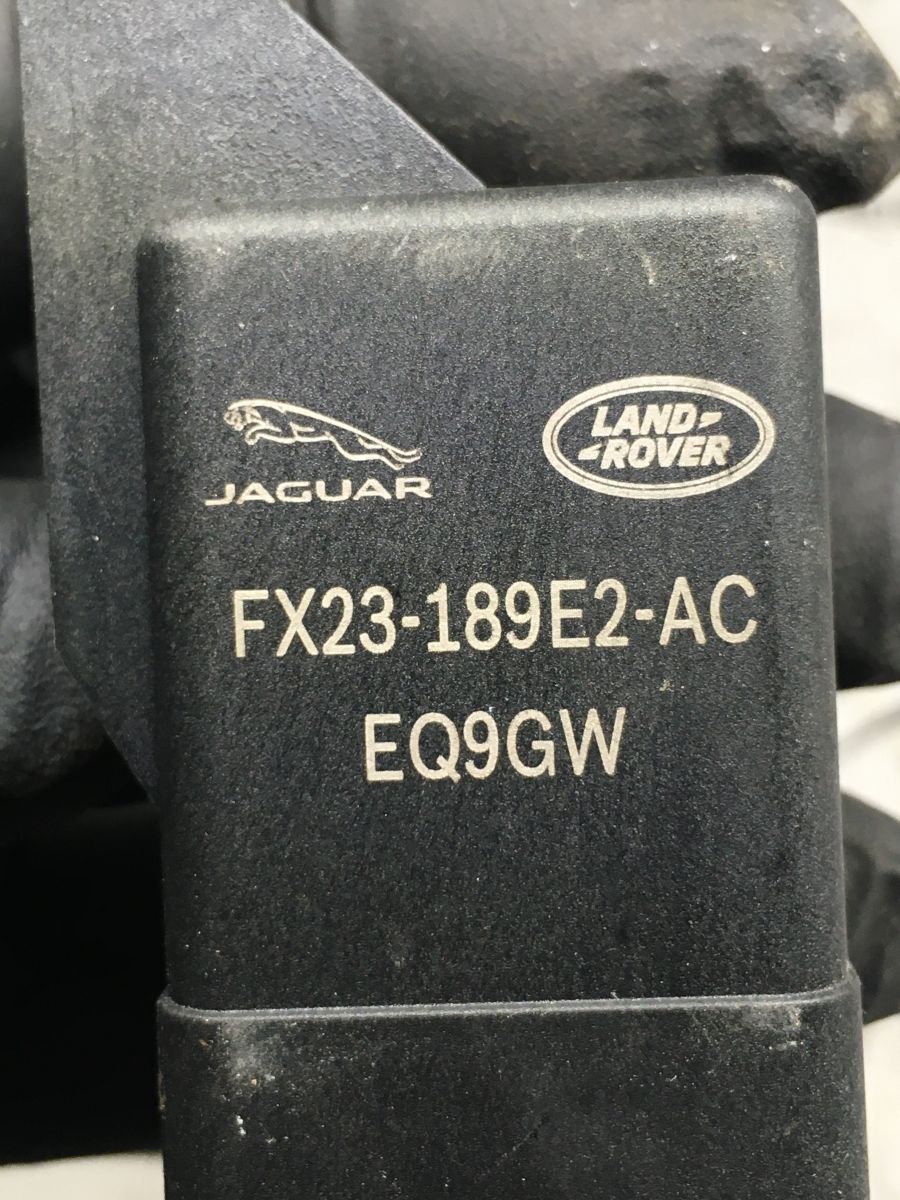 JAGUAR
LAND
ROVER
FX23-189E2-AC
EQ9GW